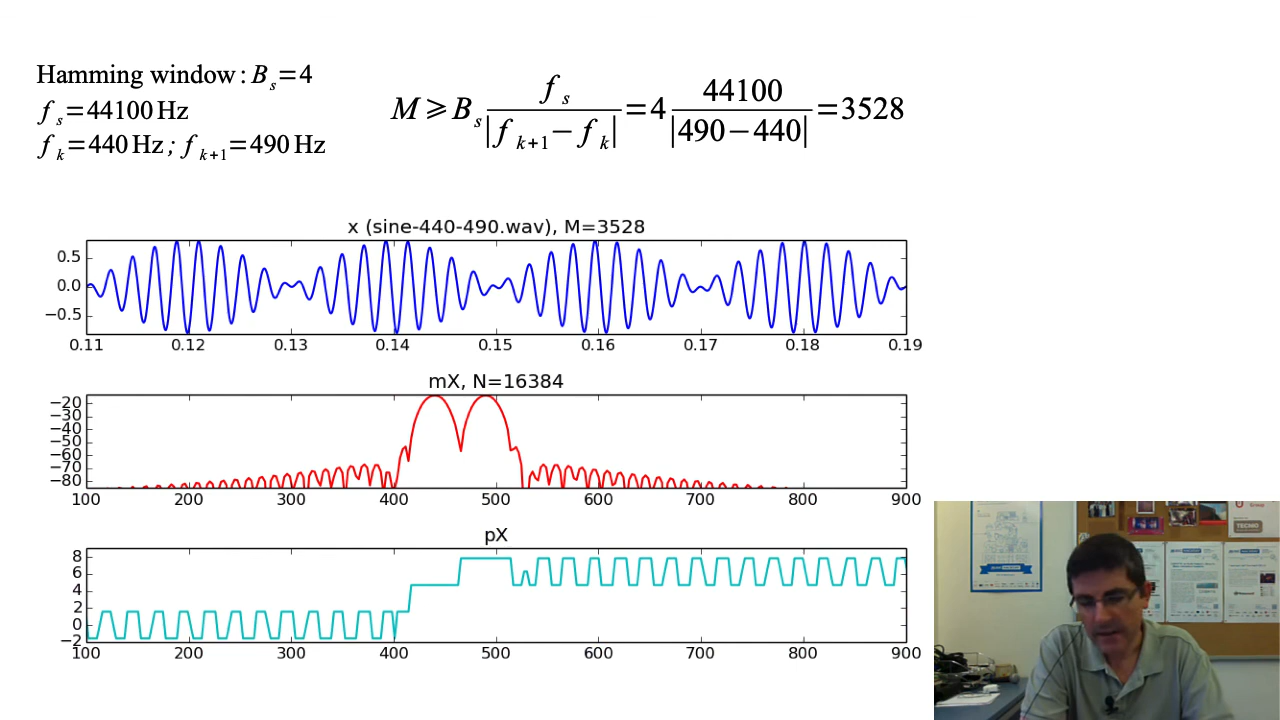 Hamming window : B_s = 4
f_s = 44100 Hz
f_k = 440 Hz ; f_{k+1} = 490 Hz
M ⩾ B_s f_s / |f_{k+1} − f_k| = 4 44100 / |490 − 440| = 3528
x (sine-440-490.wav), M=3528
0.5
0.0
−0.5
0.11 0.12 0.13 0.14 0.15 0.16 0.17 0.18 0.19
mX, N=16384
−20
−30
−40
−50
−60
−70
−80
100 200 300 400 500 600 700 800 900
pX
8
6
4
2
0
−2
100 200 300 400 500 600 700 800 900
TECNIO